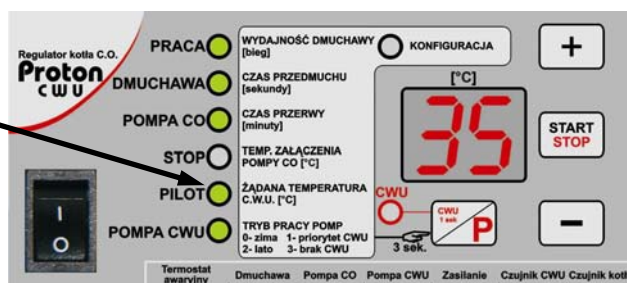 Regulator kotła C.O.
Proton
CWU
PRACA
DMUCHAWA
POMPA CO
STOP
PILOT
POMPA CWU
WYDAJNOŚĆ DMUCHAWY
[bieg]
CZAS PRZEDMUCHU
[sekundy]
CZAS PRZERWY
[minuty]
TEMP. ZAŁĄCZENIA
POMPY CO [°C]
ŻĄDANA TEMPERATURA
C.W.U. [°C]
TRYB PRACY POMP
0- zima 1- priorytet CWU
2- lato 3- brak CWU
KONFIGURACJA
[°C]
35
CWU
3 sek.
CWU
1 sek
P
+
START
STOP
−
I
O
Termostat
awaryjny
Dmuchawa Pompa CO Pompa CWU Zasilanie Czujnik CWU Czujnik kotł